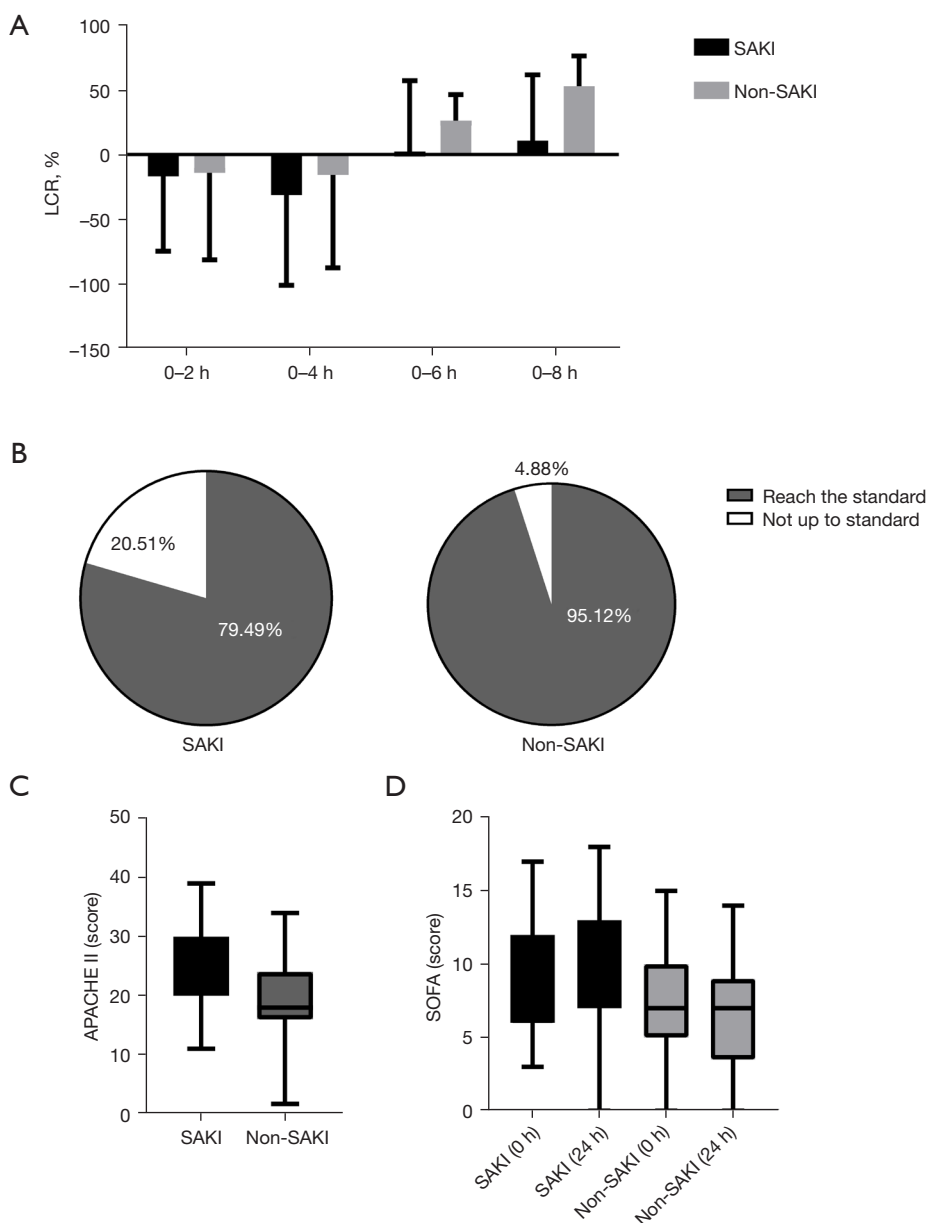 A
100
50
0
−50
−100
−150
LCR, %
0–2 h
0–4 h
0–6 h
0–8 h
SAKI
Non-SAKI
B
20.51%
79.49%
SAKI
4.88%
95.12%
Non-SAKI
Reach the standard
Not up to standard
C
50
40
30
20
10
0
APACHE II (score)
SAKI
Non-SAKI
D
20
15
10
5
0
SOFA (score)
SAKI (0 h)
SAKI (24 h)
Non-SAKI (0 h)
Non-SAKI (24 h)